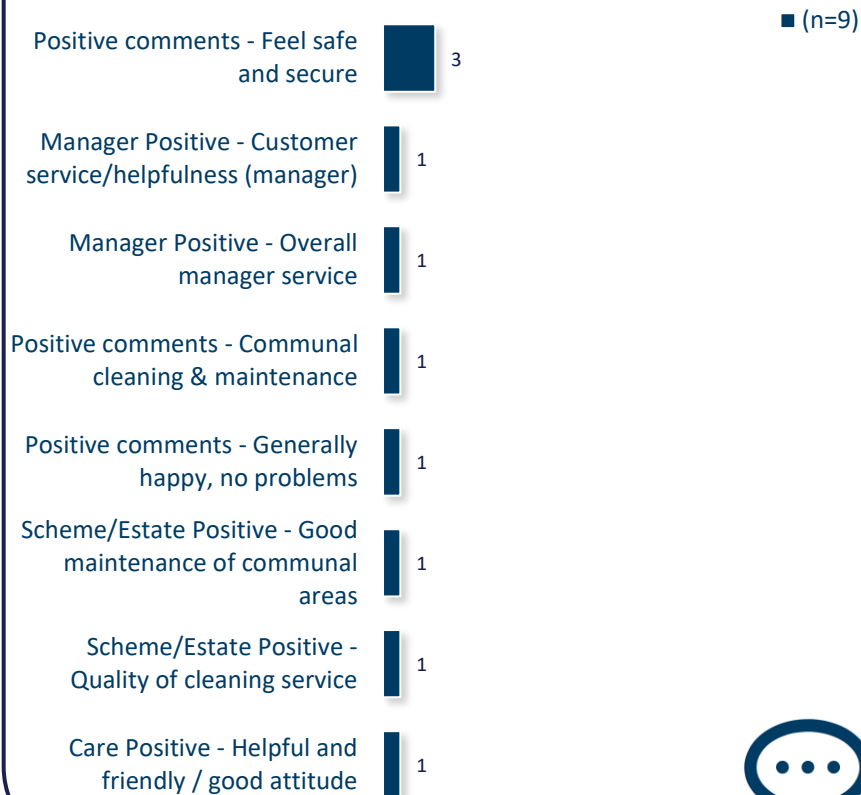 (n=9)
Positive comments - Feel safe
and secure
3
Manager Positive - Customer
service/helpfulness (manager)
1
Manager Positive - Overall
manager service
1
Positive comments - Communal
cleaning & maintenance
1
Positive comments - Generally
happy, no problems
1
Scheme/Estate Positive - Good
maintenance of communal
areas
1
Scheme/Estate Positive -
Quality of cleaning service
1
Care Positive - Helpful and
friendly / good attitude
1